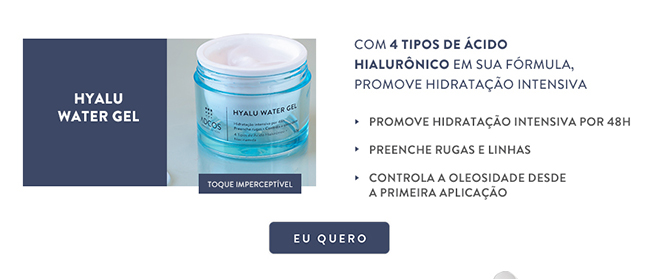 HYALU
WATER GEL
ADCOS
HYALU WATER GEL
TOQUE IMPERCEPTÍVEL
COM 4 TIPOS DE ÁCIDO
HIALURÔNICO EM SUA FÓRMULA,
PROMOVE HIDRATAÇÃO INTENSIVA
PROMOVE HIDRATAÇÃO INTENSIVA POR 48H
PREENCHE RUGAS E LINHAS
CONTROLA A OLEOSIDADE DESDE
A PRIMEIRA APLICAÇÃO
EU QUERO